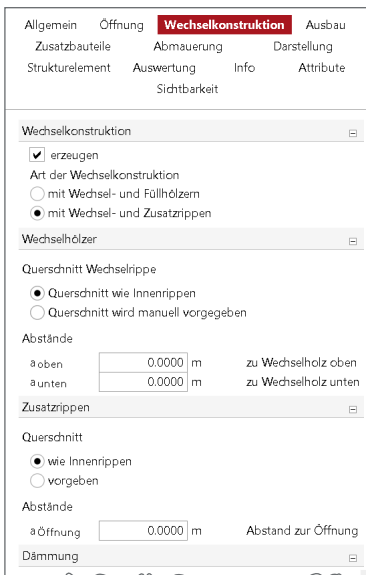 Allgemein Öffnung Wechselkonstruktion Ausbau
Zusatzbauteile Abmauerung Darstellung
Strukturelement Auswertung Info Attribute
Sichtbarkeit
Wechselkonstruktion
erzeugen
Art der Wechselkonstruktion
mit Wechsel- und Füllhölzern
mit Wechsel- und Zusatzrippen
Wechselhölzer
Querschnitt Wechselrippe
Querschnitt wie Innenrippen
Querschnitt wird manuell vorgegeben
Abstände
a oben 0.0000 m zu Wechselholz oben
a unten 0.0000 m zu Wechselholz unten
Zusatzrippen
Querschnitt
wie Innenrippen
vorgeben
Abstände
a Öffnung 0.0000 m Abstand zur Öffnung
Dämmung